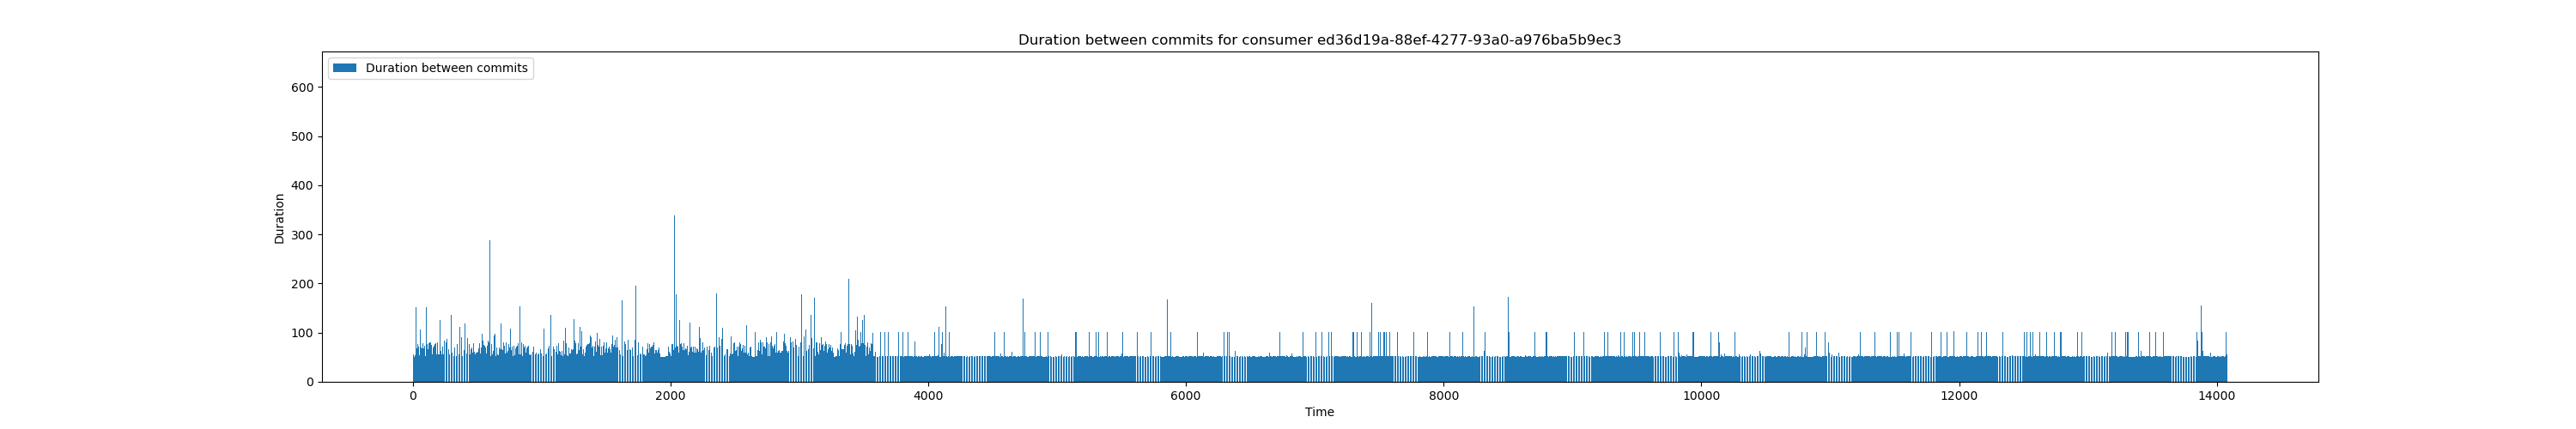 Duration between commits for consumer ed36d19a-88ef-4277-93a0-a976ba5b9ec3
Duration between commits
600
500
400
300
200
100
0
Duration
0 2000 4000 6000 8000 10000 12000 14000
Time